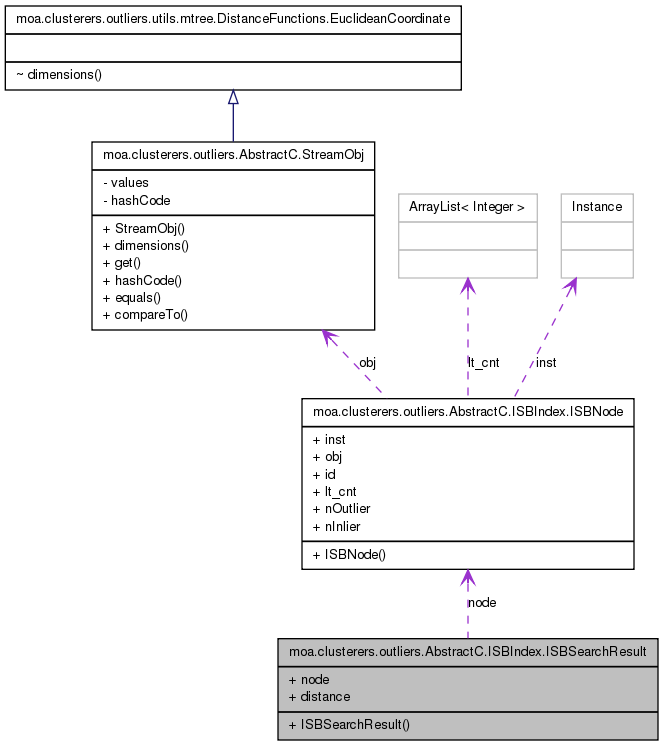 moa.clusterers.outliers.utils.mtree.DistanceFunctions.EuclideanCoordinate
~ dimensions()
moa.clusterers.outliers.AbstractC.StreamObj
- values
- hashCode
+ StreamObj()
+ dimensions()
+ get()
+ hashCode()
+ equals()
+ compareTo()
ArrayList< Integer >
Instance
obj
lt_cnt
inst
moa.clusterers.outliers.AbstractC.ISBIndex.ISBNode
+ inst
+ obj
+ id
+ lt_cnt
+ nOutlier
+ nInlier
+ ISBNode()
node
moa.clusterers.outliers.AbstractC.ISBIndex.ISBSearchResult
+ node
+ distance
+ ISBSearchResult()